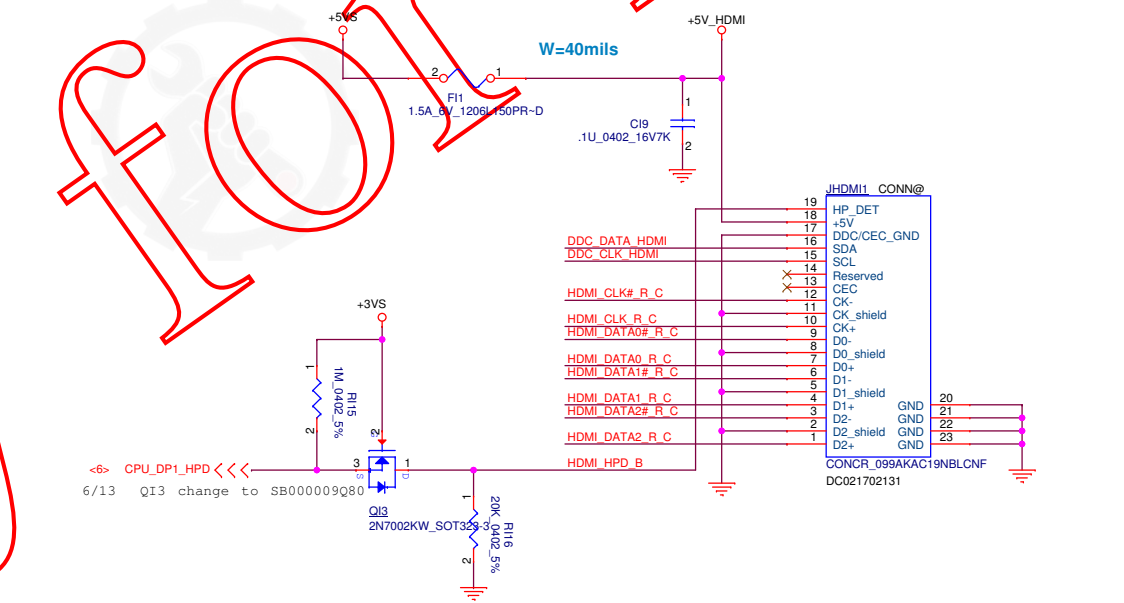 for
+5VS
+5V_HDMI
W=40mils
2
1
FI1
1.5A_6V_1206L150PR~D
1
CI9
.1U_0402_16V7K
2
JHDMI1 CONN@
19 HP_DET
18 +5V
17 DDC/CEC_GND
DDC_DATA_HDMI 16 SDA
DDC_CLK_HDMI 15 SCL
14 Reserved
13 CEC
HDMI_CLK#_R_C 12 CK-
11 CK_shield
HDMI_CLK_R_C 10 CK+
HDMI_DATA0#_R_C 9 D0-
8 D0_shield
HDMI_DATA0_R_C 7 D0+
HDMI_DATA1#_R_C 6 D1-
5 D1_shield
HDMI_DATA1_R_C 4 D1+ GND 20
HDMI_DATA2#_R_C 3 D2- GND 21
2 D2_shield GND 22
HDMI_DATA2_R_C 1 D2+ GND 23
CONCR_099AKAC19NBLCNF
DC021702131
+3VS
1
RI15
1M_0402_5%
2
2
G
<6> CPU_DP1_HPD
3
S
1
D
HDMI_HPD_B
6/13 QI3 change to SB000009Q80
QI3
2N7002KW_SOT323-3
1
RI16
20K_0402_5%
2